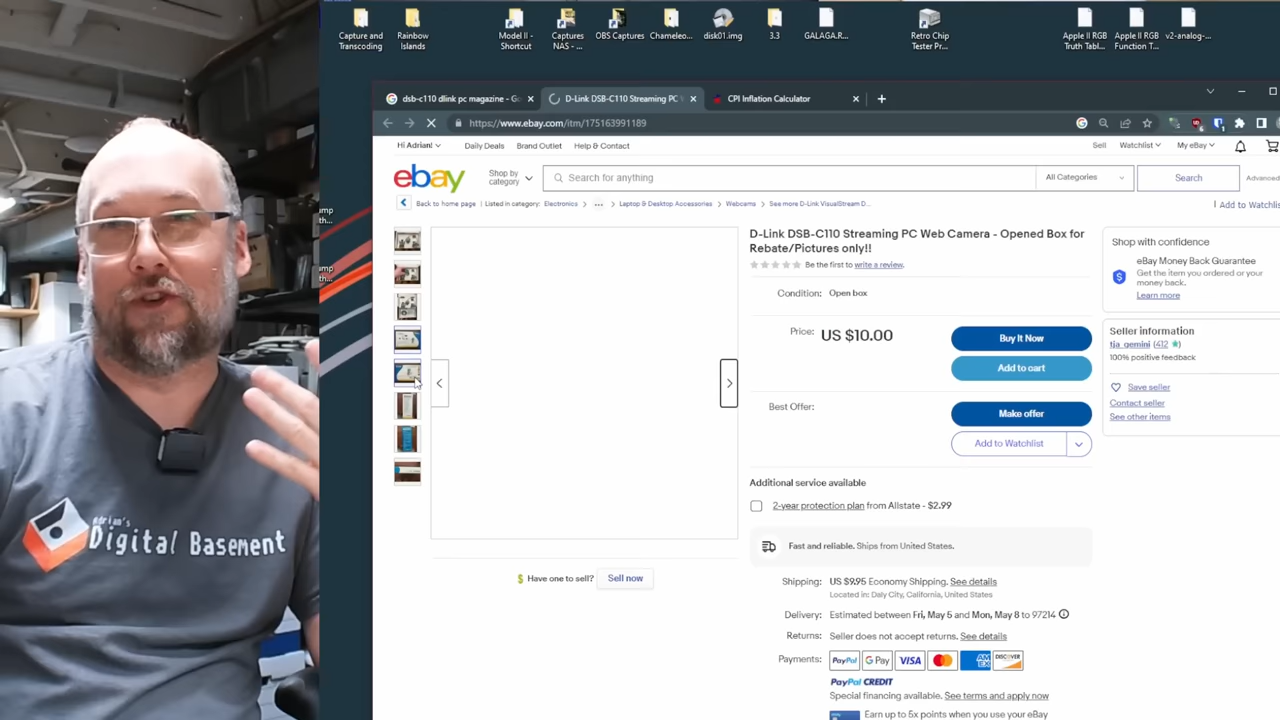 Capture and
Transcoding
Rainbow
Islands
Model II -
Shortcut
Captures
NAS - ...
OBS Captures
Chameleo...
disk01.img
3.3
GALAGA.R...
Retro Chip
Tester Pr...
Apple II RGB
Truth Tabl...
Apple II RGB
Function T...
v2-analog-...
dsb-c110 dlink pc magazine - Go
D-Link DSB-C110 Streaming PC
CPI Inflation Calculator
https://www.ebay.com/itm/175163991189
Hi Adrian!
Daily Deals
Brand Outlet
Help & Contact
Sell
Watchlist
My eBay
ebay
Shop by
category
Search for anything
All Categories
Search
Advanced
Back to home page
Listed in category:
Electronics
...
Laptop & Desktop Accessories
Webcams
See more D-Link VisualStream D...
Add to Watchlis
D-Link DSB-C110 Streaming PC Web Camera - Opened Box for
Rebate/Pictures only!!
Be the first to write a review.
Condition: Open box
Price: US $10.00
Buy It Now
Add to cart
Best Offer:
Make offer
Add to Watchlist
Additional service available
2-year protection plan from Allstate - $2.99
Fast and reliable. Ships from United States.
Shipping: US $9.95 Economy Shipping. See details
Located in: Daly City, California, United States
Delivery: Estimated between Fri, May 5 and Mon, May 8 to 97214
Returns: Seller does not accept returns. See details
Payments: PayPal G Pay VISA DISCOVER
PayPal CREDIT
Special financing available. See terms and apply now
Earn up to 5x points when you use your eBay
Have one to sell? Sell now
Shop with confidence
eBay Money Back Guarantee
Get the item you ordered or your
money back.
Learn more
Seller information
tja_gemini (412)
100% positive feedback
Save seller
Contact seller
See other items
Adrian's
Digital Basement